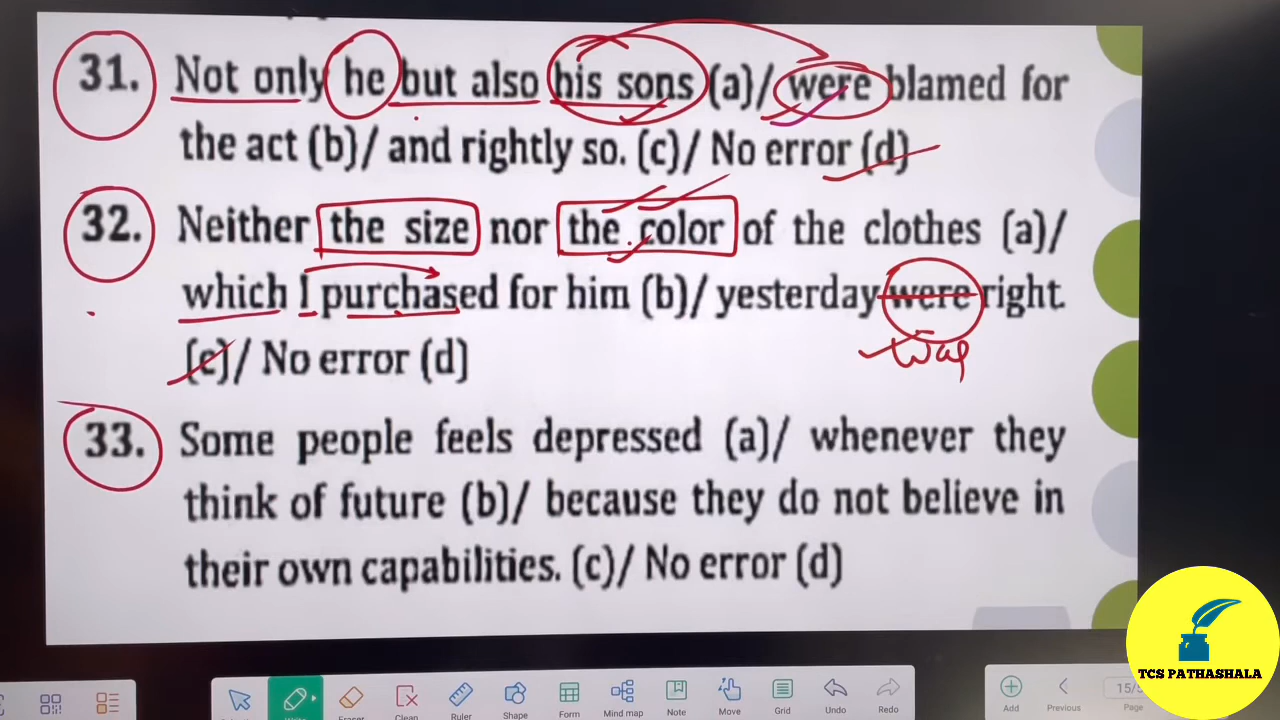 31. Not only he but also his sons (a)/ were blamed for
the act (b)/ and rightly so. (c)/ No error (d)
32. Neither the size nor the color of the clothes (a)/
which I purchased for him (b)/ yesterday were right.
was
(c)/ No error (d)
33. Some people feels depressed (a)/ whenever they
think of future (b)/ because they do not believe in
their own capabilities. (c)/ No error (d)
TCS PATHASHALA
Write Eraser Clean Ruler Shape Form Mind map Note Move Grid Undo Redo Add Previous Page